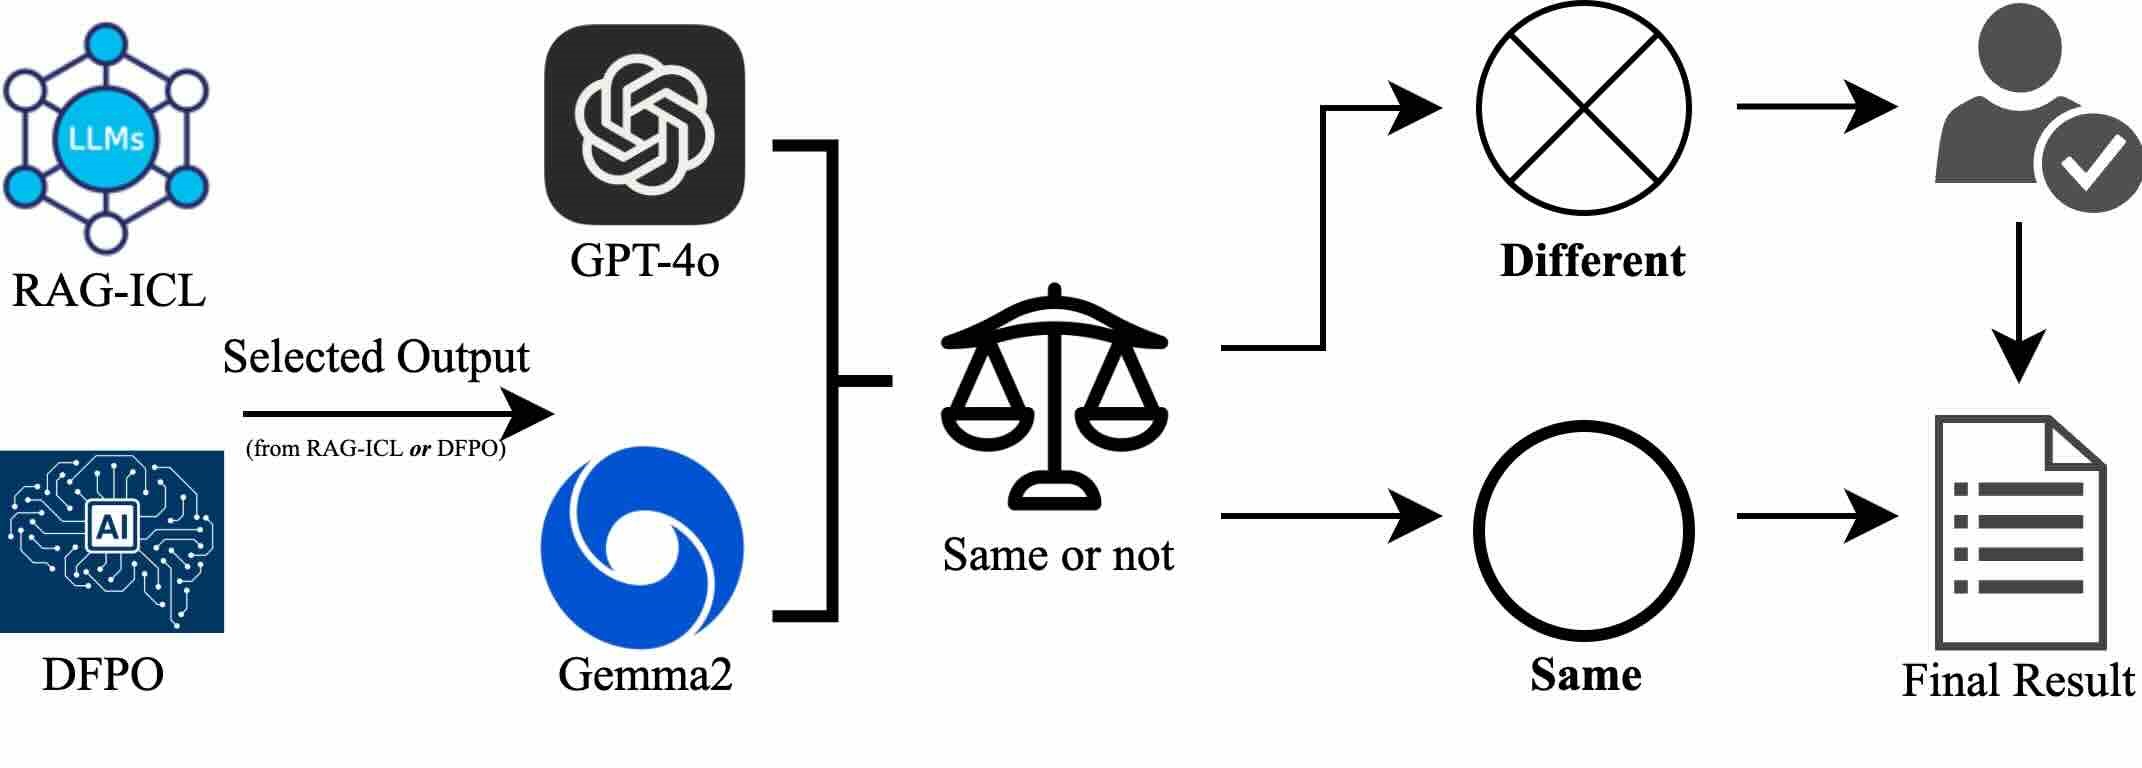 LLMs
RAG-ICL
Selected Output
(from RAG-ICL or DFPO)
AI
DFPO
GPT-4o
Gemma2
Same or not
Different
Same
Final Result